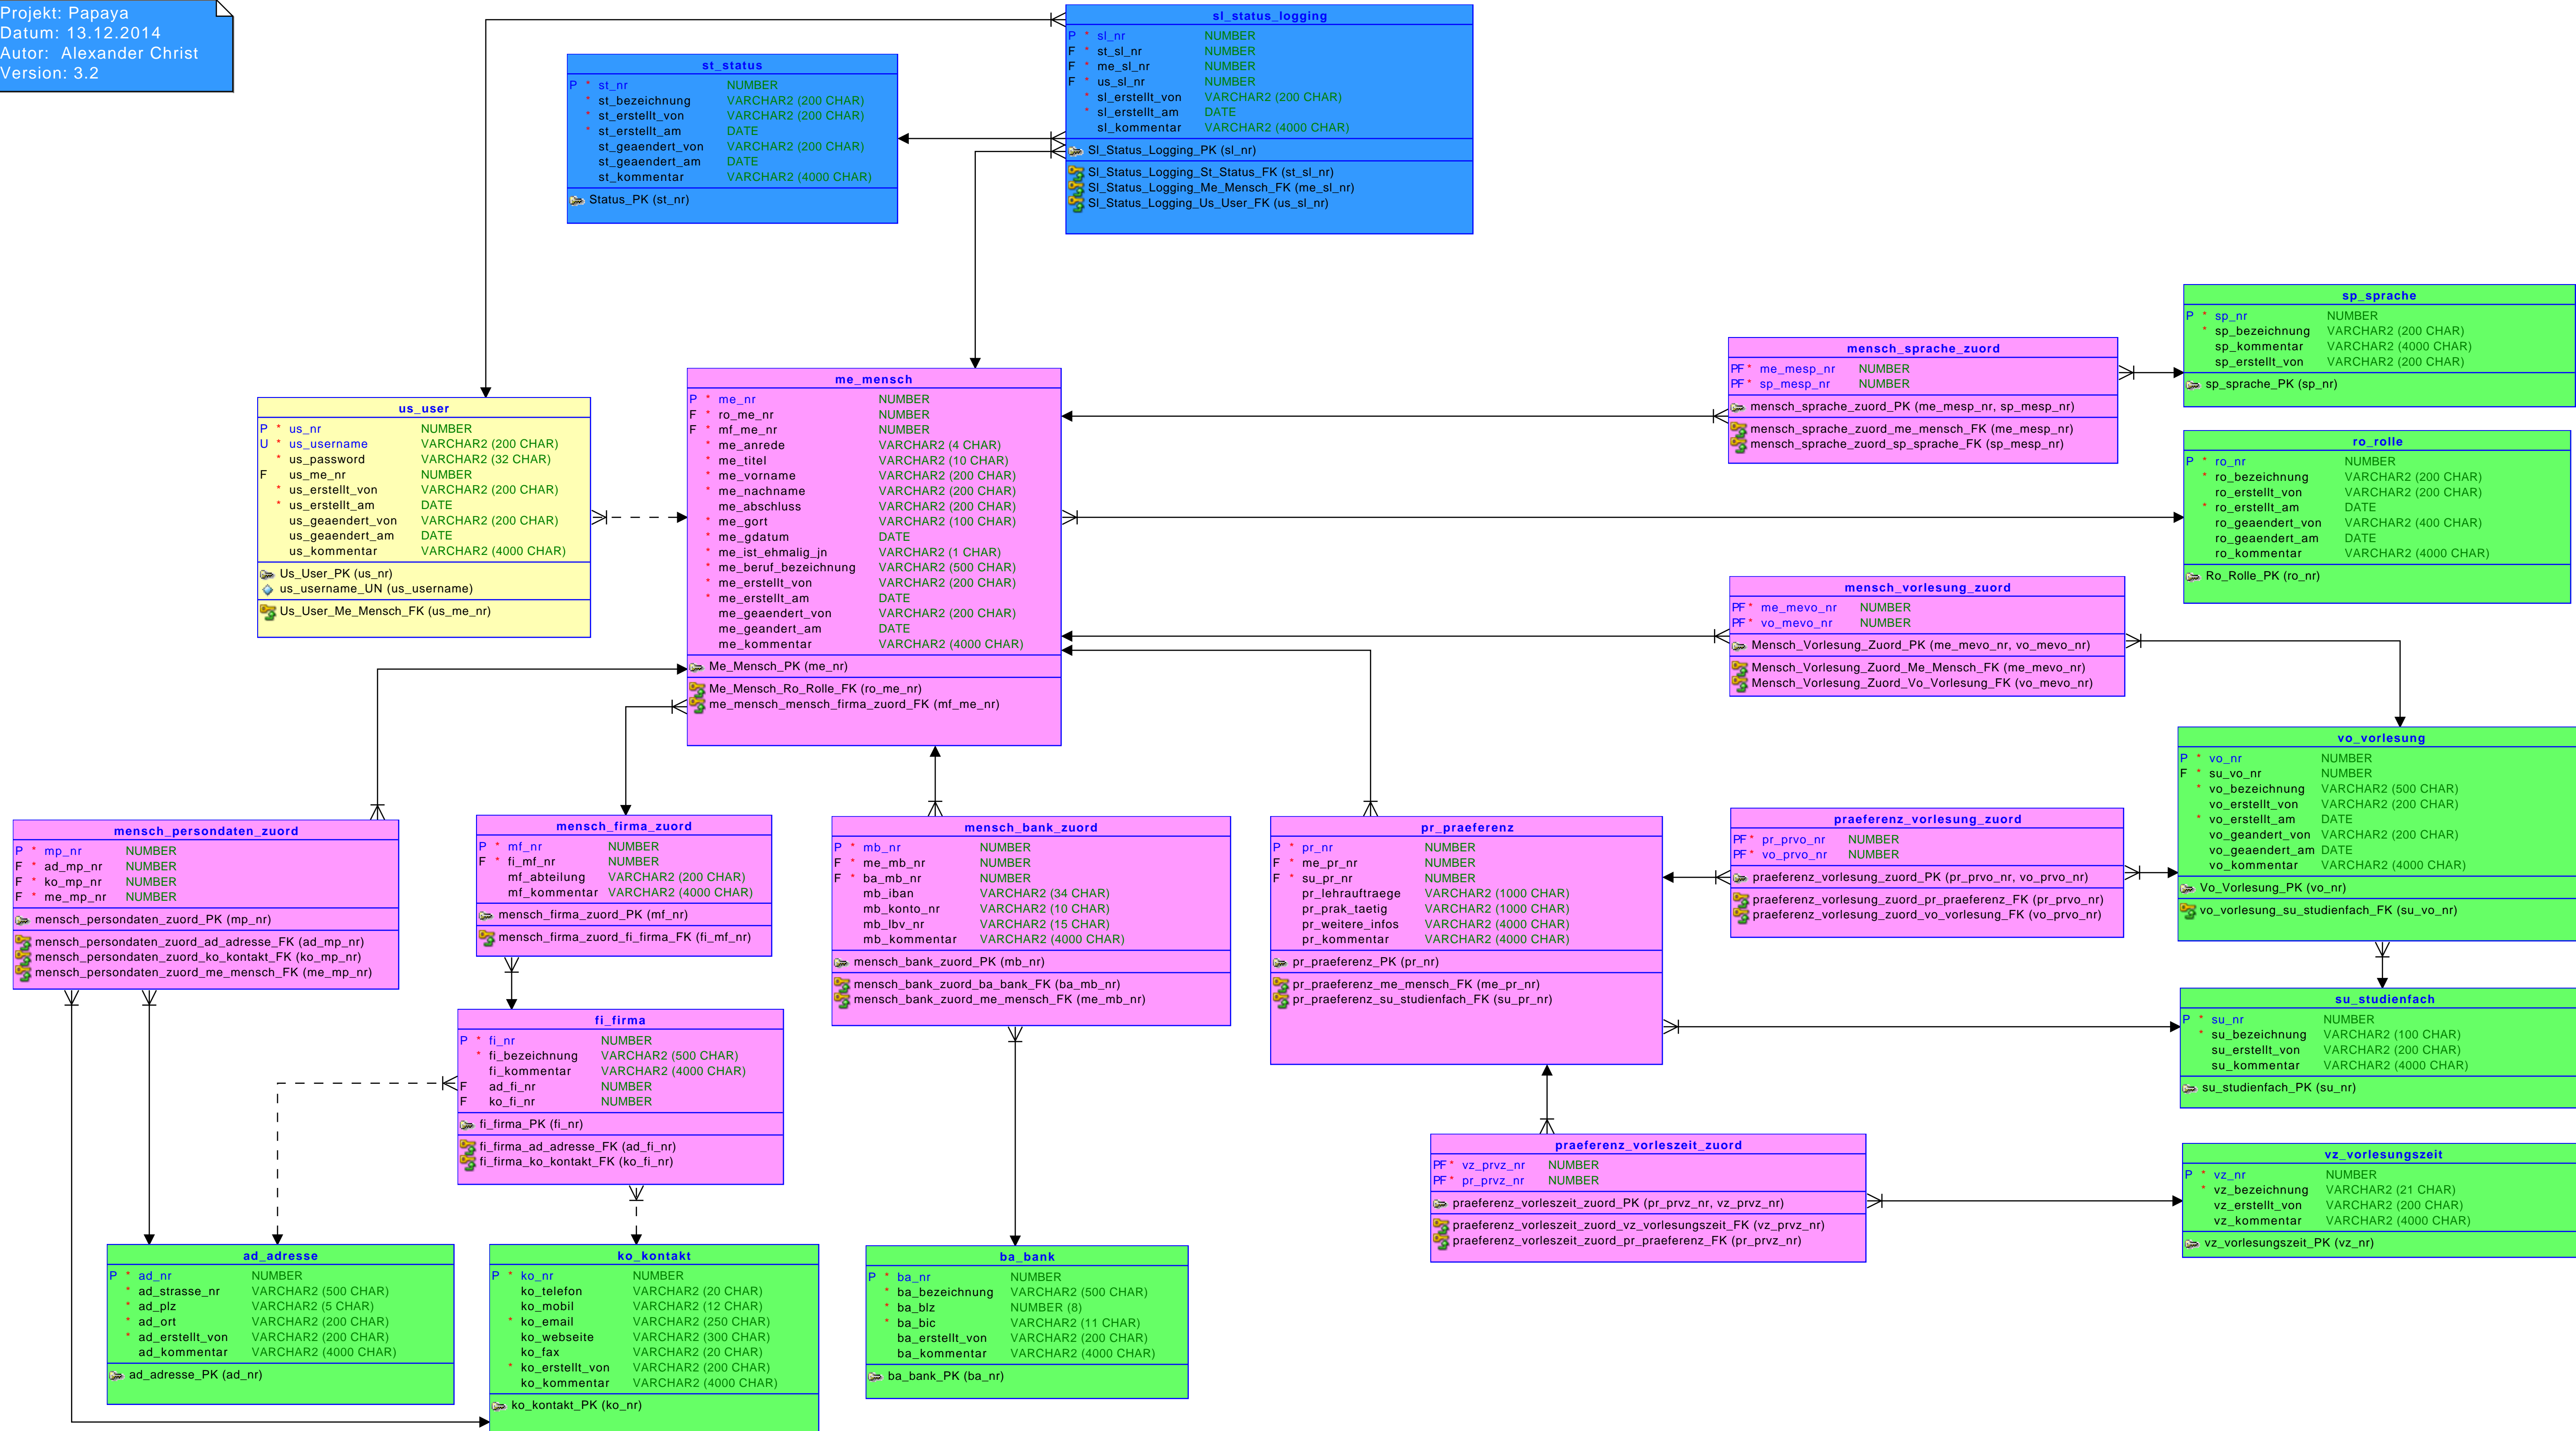 Projekt: Papaya
Datum: 13.12.2014
Autor:  Alexander Christ
Version: 3.2
sl_status_logging
P * sl_nr NUMBER
F * st_sl_nr NUMBER
F * me_sl_nr NUMBER
F * us_sl_nr NUMBER
* sl_erstellt_von VARCHAR2 (200 CHAR)
* sl_erstellt_am DATE
sl_kommentar VARCHAR2 (4000 CHAR)
Sl_Status_Logging_PK (sl_nr)
Sl_Status_Logging_St_Status_FK (st_sl_nr)
Sl_Status_Logging_Me_Mensch_FK (me_sl_nr)
Sl_Status_Logging_Us_User_FK (us_sl_nr)
st_status
P * st_nr NUMBER
* st_bezeichnung VARCHAR2 (200 CHAR)
* st_erstellt_von VARCHAR2 (200 CHAR)
* st_erstellt_am DATE
st_geaendert_von VARCHAR2 (200 CHAR)
st_geaendert_am DATE
st_kommentar VARCHAR2 (4000 CHAR)
Status_PK (st_nr)
sp_sprache
P * sp_nr NUMBER
* sp_bezeichnung VARCHAR2 (200 CHAR)
sp_kommentar VARCHAR2 (4000 CHAR)
sp_erstellt_von VARCHAR2 (200 CHAR)
sp_sprache_PK (sp_nr)
mensch_sprache_zuord
PF * me_mesp_nr NUMBER
PF * sp_mesp_nr NUMBER
mensch_sprache_zuord_PK (me_mesp_nr, sp_mesp_nr)
mensch_sprache_zuord_me_mensch_FK (me_mesp_nr)
mensch_sprache_zuord_sp_sprache_FK (sp_mesp_nr)
me_mensch
P * me_nr NUMBER
F * ro_me_nr NUMBER
F * mf_me_nr NUMBER
* me_anrede VARCHAR2 (4 CHAR)
* me_titel VARCHAR2 (10 CHAR)
* me_vorname VARCHAR2 (200 CHAR)
* me_nachname VARCHAR2 (200 CHAR)
me_abschluss VARCHAR2 (200 CHAR)
* me_gort VARCHAR2 (100 CHAR)
* me_gdatum DATE
* me_ist_ehmalig_jn VARCHAR2 (1 CHAR)
* me_beruf_bezeichnung VARCHAR2 (500 CHAR)
* me_erstellt_von VARCHAR2 (200 CHAR)
* me_erstellt_am DATE
me_geaendert_von VARCHAR2 (200 CHAR)
me_geandert_am DATE
me_kommentar VARCHAR2 (4000 CHAR)
Me_Mensch_PK (me_nr)
Me_Mensch_Ro_Rolle_FK (ro_me_nr)
me_mensch_mensch_firma_zuord_FK (mf_me_nr)
us_user
P * us_nr NUMBER
U * us_username VARCHAR2 (200 CHAR)
* us_password VARCHAR2 (32 CHAR)
F us_me_nr NUMBER
* us_erstellt_von VARCHAR2 (200 CHAR)
* us_erstellt_am DATE
us_geaendert_von VARCHAR2 (200 CHAR)
us_geaendert_am DATE
us_kommentar VARCHAR2 (4000 CHAR)
Us_User_PK (us_nr)
us_username_UN (us_username)
Us_User_Me_Mensch_FK (us_me_nr)
ro_rolle
P * ro_nr NUMBER
ro_bezeichnung VARCHAR2 (200 CHAR)
ro_erstellt_von VARCHAR2 (200 CHAR)
* ro_erstellt_am DATE
ro_geaendert_von VARCHAR2 (400 CHAR)
ro_geaendert_am DATE
ro_kommentar VARCHAR2 (4000 CHAR)
Ro_Rolle_PK (ro_nr)
mensch_vorlesung_zuord
PF * me_mevo_nr NUMBER
PF * vo_mevo_nr NUMBER
Mensch_Vorlesung_Zuord_PK (me_mevo_nr, vo_mevo_nr)
Mensch_Vorlesung_Zuord_Me_Mensch_FK (me_mevo_nr)
Mensch_Vorlesung_Zuord_Vo_Vorlesung_FK (vo_mevo_nr)
vo_vorlesung
P * vo_nr NUMBER
F * su_vo_nr NUMBER
* vo_bezeichnung VARCHAR2 (500 CHAR)
vo_erstellt_von VARCHAR2 (200 CHAR)
* vo_erstellt_am DATE
vo_geandert_von VARCHAR2 (200 CHAR)
vo_geaendert_am DATE
vo_kommentar VARCHAR2 (4000 CHAR)
Vo_Vorlesung_PK (vo_nr)
vo_vorlesung_su_studienfach_FK (su_vo_nr)
mensch_persondaten_zuord
P * mp_nr NUMBER
F * ad_mp_nr NUMBER
F * ko_mp_nr NUMBER
F * me_mp_nr NUMBER
mensch_persondaten_zuord_PK (mp_nr)
mensch_persondaten_zuord_ad_adresse_FK (ad_mp_nr)
mensch_persondaten_zuord_ko_kontakt_FK (ko_mp_nr)
mensch_persondaten_zuord_me_mensch_FK (me_mp_nr)
mensch_firma_zuord
P * mf_nr NUMBER
F * fi_mf_nr NUMBER
mf_abteilung VARCHAR2 (200 CHAR)
mf_kommentar VARCHAR2 (4000 CHAR)
mensch_firma_zuord_PK (mf_nr)
mensch_firma_zuord_fi_firma_FK (fi_mf_nr)
mensch_bank_zuord
P * mb_nr NUMBER
F * me_mb_nr NUMBER
F * ba_mb_nr NUMBER
mb_iban VARCHAR2 (34 CHAR)
mb_konto_nr VARCHAR2 (10 CHAR)
mb_lbv_nr VARCHAR2 (15 CHAR)
mb_kommentar VARCHAR2 (4000 CHAR)
mensch_bank_zuord_PK (mb_nr)
mensch_bank_zuord_ba_bank_FK (ba_mb_nr)
mensch_bank_zuord_me_mensch_FK (me_mb_nr)
pr_praeferenz
P * pr_nr NUMBER
F * me_pr_nr NUMBER
F * su_pr_nr NUMBER
pr_lehrauftraege VARCHAR2 (1000 CHAR)
pr_prak_taetig VARCHAR2 (1000 CHAR)
pr_weitere_infos VARCHAR2 (4000 CHAR)
pr_kommentar VARCHAR2 (4000 CHAR)
pr_praeferenz_PK (pr_nr)
pr_praeferenz_me_mensch_FK (me_pr_nr)
pr_praeferenz_su_studienfach_FK (su_pr_nr)
praeferenz_vorlesung_zuord
PF * pr_prvo_nr NUMBER
PF * vo_prvo_nr NUMBER
praeferenz_vorlesung_zuord_PK (pr_prvo_nr, vo_prvo_nr)
praeferenz_vorlesung_zuord_pr_praeferenz_FK (pr_prvo_nr)
praeferenz_vorlesung_zuord_vo_vorlesung_FK (vo_prvo_nr)
su_studienfach
P * su_nr NUMBER
* su_bezeichnung VARCHAR2 (100 CHAR)
su_erstellt_von VARCHAR2 (200 CHAR)
su_kommentar VARCHAR2 (4000 CHAR)
su_studienfach_PK (su_nr)
fi_firma
P * fi_nr NUMBER
* fi_bezeichnung VARCHAR2 (500 CHAR)
fi_kommentar VARCHAR2 (4000 CHAR)
F ad_fi_nr NUMBER
F ko_fi_nr NUMBER
fi_firma_PK (fi_nr)
fi_firma_ad_adresse_FK (ad_fi_nr)
fi_firma_ko_kontakt_FK (ko_fi_nr)
praeferenz_vorleszeit_zuord
PF * vz_prvz_nr NUMBER
PF * pr_prvz_nr NUMBER
praeferenz_vorleszeit_zuord_PK (pr_prvz_nr, vz_prvz_nr)
praeferenz_vorleszeit_zuord_vz_vorlesungszeit_FK (vz_prvz_nr)
praeferenz_vorleszeit_zuord_pr_praeferenz_FK (pr_prvz_nr)
vz_vorlesungszeit
P * vz_nr NUMBER
* vz_bezeichnung VARCHAR2 (21 CHAR)
vz_erstellt_von VARCHAR2 (200 CHAR)
vz_kommentar VARCHAR2 (4000 CHAR)
vz_vorlesungszeit_PK (vz_nr)
ad_adresse
P * ad_nr NUMBER
* ad_strasse_nr VARCHAR2 (500 CHAR)
* ad_plz VARCHAR2 (5 CHAR)
* ad_ort VARCHAR2 (200 CHAR)
* ad_erstellt_von VARCHAR2 (200 CHAR)
ad_kommentar VARCHAR2 (4000 CHAR)
ad_adresse_PK (ad_nr)
ko_kontakt
P * ko_nr NUMBER
ko_telefon VARCHAR2 (20 CHAR)
ko_mobil VARCHAR2 (12 CHAR)
* ko_email VARCHAR2 (250 CHAR)
ko_webseite VARCHAR2 (300 CHAR)
ko_fax VARCHAR2 (20 CHAR)
* ko_erstellt_von VARCHAR2 (200 CHAR)
ko_kommentar VARCHAR2 (4000 CHAR)
ko_kontakt_PK (ko_nr)
ba_bank
P * ba_nr NUMBER
* ba_bezeichnung VARCHAR2 (500 CHAR)
* ba_blz NUMBER (8)
* ba_bic VARCHAR2 (11 CHAR)
ba_erstellt_von VARCHAR2 (200 CHAR)
ba_kommentar VARCHAR2 (4000 CHAR)
ba_bank_PK (ba_nr)